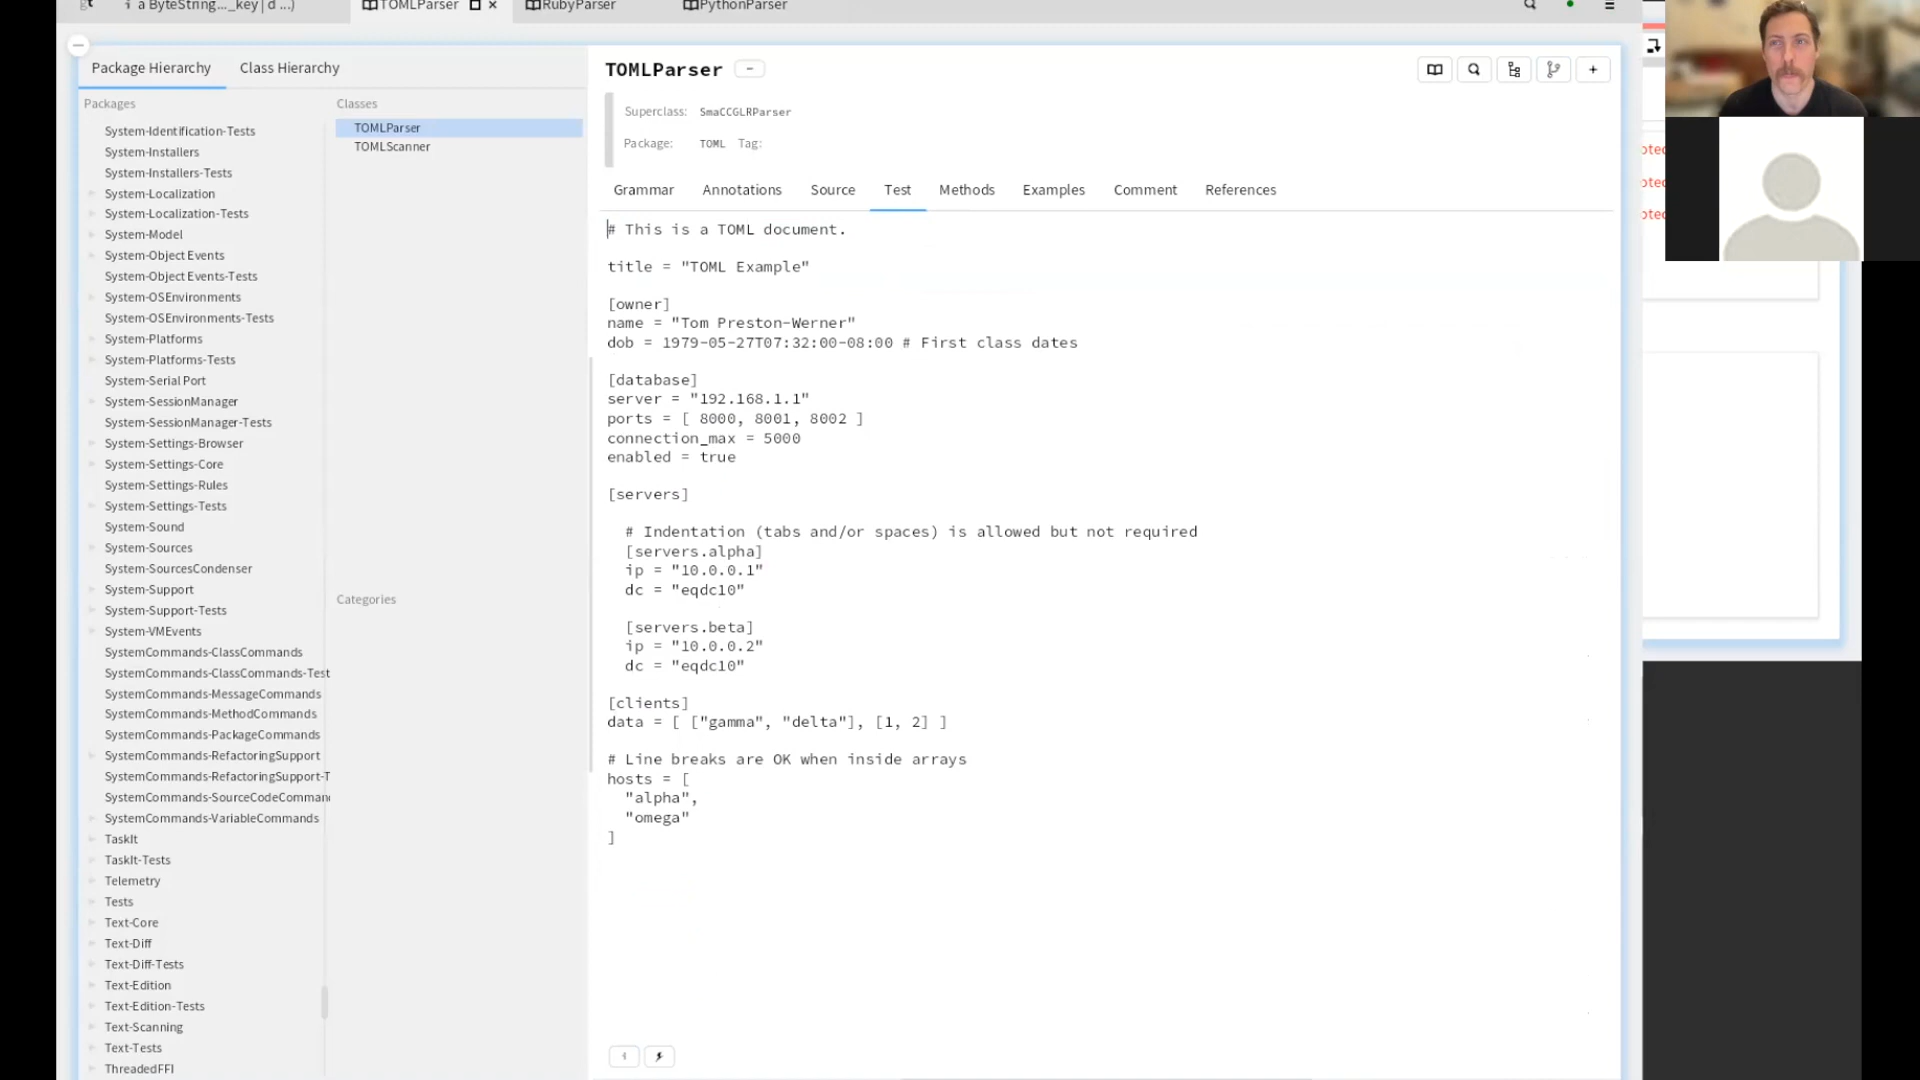 a ByteString..._key | d ...)
TOMLParser
RubyParser
PythonParser
Package Hierarchy
Class Hierarchy
Packages
System-Identification-Tests
System-Installers
System-Installers-Tests
System-Localization
System-Localization-Tests
System-Model
System-Object Events
System-Object Events-Tests
System-OSEnvironments
System-OSEnvironments-Tests
System-Platforms
System-Platforms-Tests
System-Serial Port
System-SessionManager
System-SessionManager-Tests
System-Settings-Browser
System-Settings-Core
System-Settings-Rules
System-Settings-Tests
System-Sound
System-Sources
System-SourcesCondenser
System-Support
System-Support-Tests
System-VMEvents
SystemCommands-ClassCommands
SystemCommands-ClassCommands-Test
SystemCommands-MessageCommands
SystemCommands-MethodCommands
SystemCommands-PackageCommands
SystemCommands-RefactoringSupport
SystemCommands-RefactoringSupport-T
SystemCommands-SourceCodeComman
SystemCommands-VariableCommands
TaskIt
TaskIt-Tests
Telemetry
Tests
Text-Core
Text-Diff
Text-Diff-Tests
Text-Edition
Text-Edition-Tests
Text-Scanning
Text-Tests
ThreadedFFI
Classes
TOMLParser
TOMLScanner
Categories
TOMLParser
Superclass: SmaCCGLRParser
Package: TOML Tag:
Grammar Annotations Source Test Methods Examples Comment References
# This is a TOML document.
title = "TOML Example"
[owner]
name = "Tom Preston-Werner"
dob = 1979-05-27T07:32:00-08:00 # First class dates
[database]
server = "192.168.1.1"
ports = [ 8000, 8001, 8002 ]
connection_max = 5000
enabled = true
[servers]
# Indentation (tabs and/or spaces) is allowed but not required
[servers.alpha]
ip = "10.0.0.1"
dc = "eqdc10"
[servers.beta]
ip = "10.0.0.2"
dc = "eqdc10"
[clients]
data = [ ["gamma", "delta"], [1, 2] ]
# Line breaks are OK when inside arrays
hosts = [
"alpha",
"omega"
]
oted
oted
oted